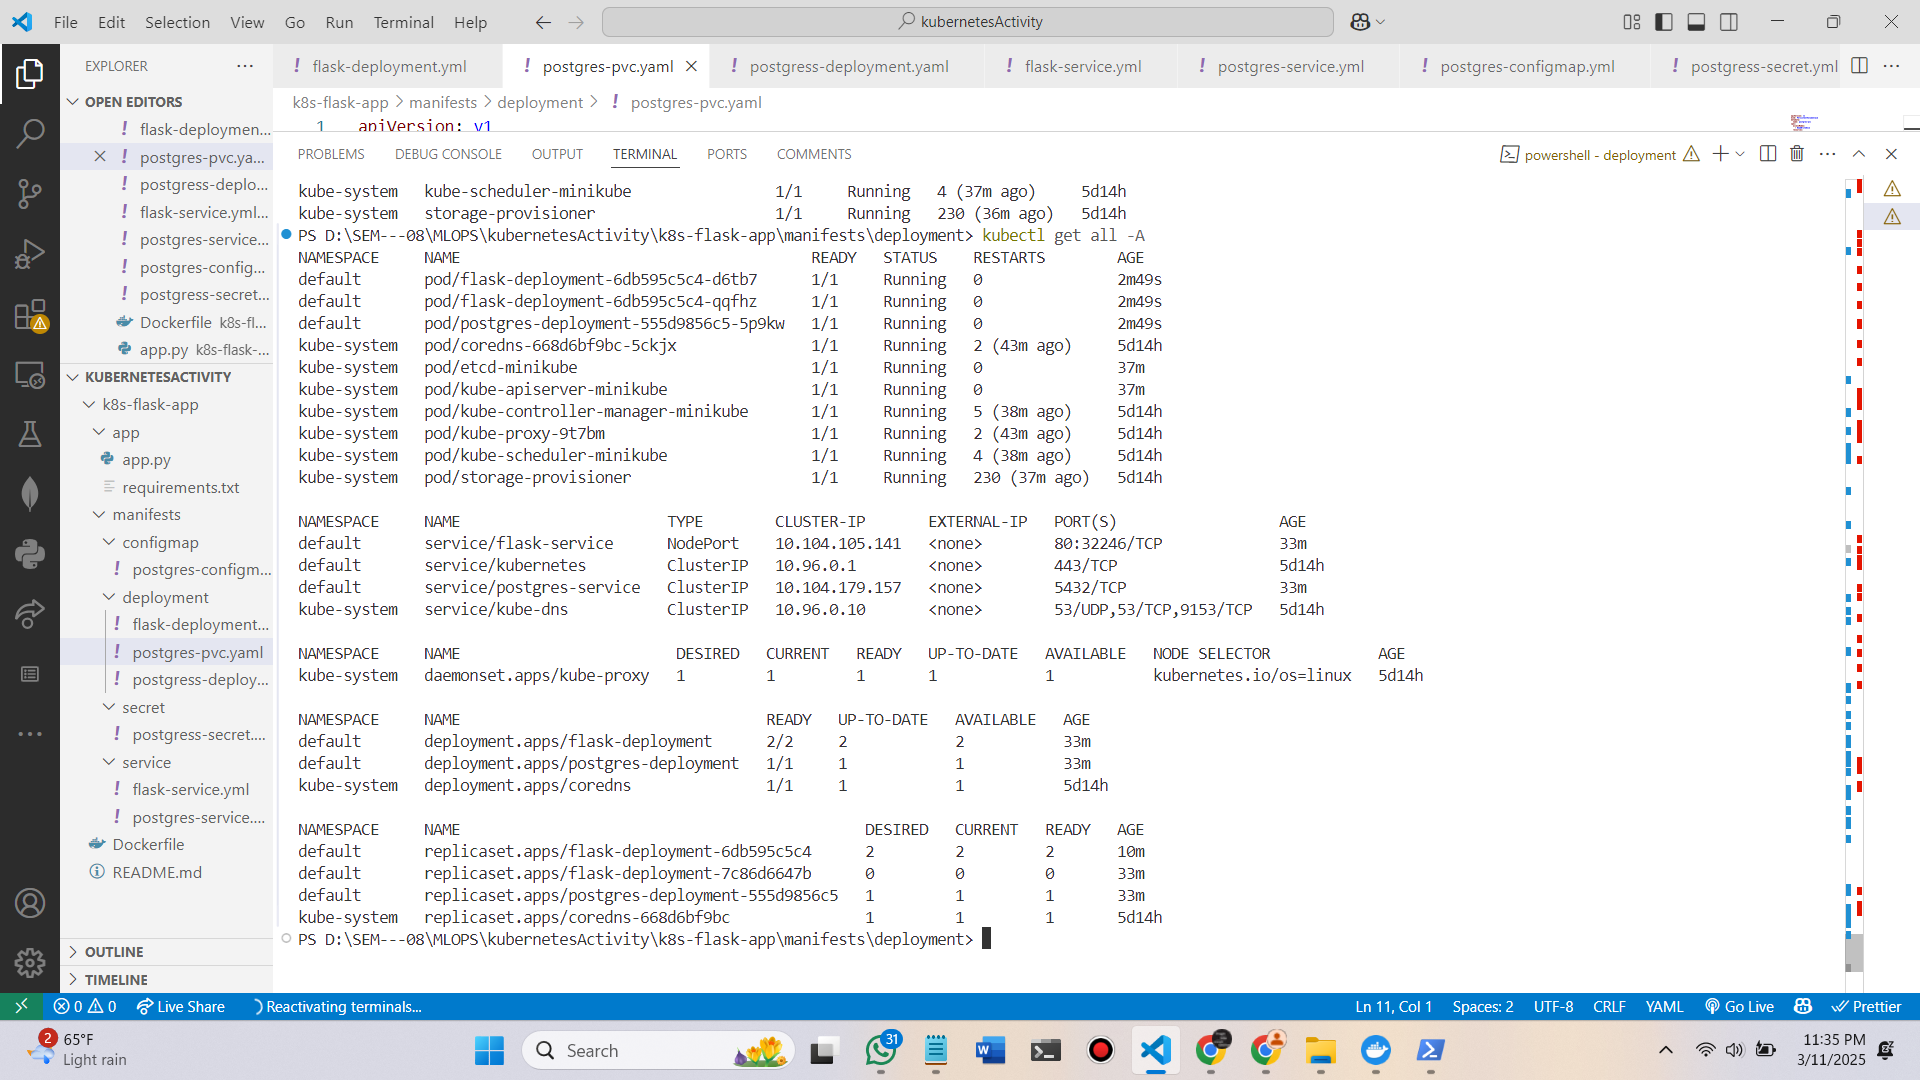 File Edit Selection View Go Run Terminal Help
kubernetesActivity
EXPLORER
OPEN EDITORS
flask-deploymen...
postgres-pvc.ya...
postgress-deplo...
flask-service.yml...
postgres-service...
postgres-config...
postgress-secret...
Dockerfile k8s-fl...
app.py k8s-flask-...
KUBERNETESACTIVITY
k8s-flask-app
app
app.py
requirements.txt
manifests
configmap
postgres-configm...
deployment
flask-deployment...
postgres-pvc.yaml
postgress-deploy...
secret
postgress-secret....
service
flask-service.yml
postgres-service....
Dockerfile
README.md
OUTLINE
TIMELINE
flask-deployment.yml postgres-pvc.yaml postgress-deployment.yaml flask-service.yml postgres-service.yml postgres-configmap.yml postgress-secret.yml
k8s-flask-app > manifests > deployment > ! postgres-pvc.yaml
1 apiVersion: v1
PROBLEMS DEBUG CONSOLE OUTPUT TERMINAL PORTS COMMENTS
powershell - deployment
kube-system kube-scheduler-minikube 1/1 Running 4 (37m ago) 5d14h
kube-system storage-provisioner 1/1 Running 230 (36m ago) 5d14h
PS D:\SEM---08\MLOPS\kubernetesActivity\k8s-flask-app\manifests\deployment> kubectl get all -A
NAMESPACE NAME READY STATUS RESTARTS AGE
default pod/flask-deployment-6db595c5c4-d6tb7 1/1 Running 0 2m49s
default pod/flask-deployment-6db595c5c4-qqfhz 1/1 Running 0 2m49s
default pod/postgres-deployment-555d9856c5-5p9kw 1/1 Running 0 2m49s
kube-system pod/coredns-668d6bf9bc-5ckjx 1/1 Running 2 (43m ago) 5d14h
kube-system pod/etcd-minikube 1/1 Running 0 37m
kube-system pod/kube-apiserver-minikube 1/1 Running 0 37m
kube-system pod/kube-controller-manager-minikube 1/1 Running 5 (38m ago) 5d14h
kube-system pod/kube-proxy-9t7bm 1/1 Running 2 (43m ago) 5d14h
kube-system pod/kube-scheduler-minikube 1/1 Running 4 (38m ago) 5d14h
kube-system pod/storage-provisioner 1/1 Running 230 (37m ago) 5d14h
NAMESPACE NAME TYPE CLUSTER-IP EXTERNAL-IP PORT(S) AGE
default service/flask-service NodePort 10.104.105.141 <none> 80:32246/TCP 33m
default service/kubernetes ClusterIP 10.96.0.1 <none> 443/TCP 5d14h
default service/postgres-service ClusterIP 10.104.179.157 <none> 5432/TCP 33m
kube-system service/kube-dns ClusterIP 10.96.0.10 <none> 53/UDP,53/TCP,9153/TCP 5d14h
NAMESPACE NAME DESIRED CURRENT READY UP-TO-DATE AVAILABLE NODE SELECTOR AGE
kube-system daemonset.apps/kube-proxy 1 1 1 1 1 kubernetes.io/os=linux 5d14h
NAMESPACE NAME READY UP-TO-DATE AVAILABLE AGE
default deployment.apps/flask-deployment 2/2 2 2 33m
default deployment.apps/postgres-deployment 1/1 1 1 33m
kube-system deployment.apps/coredns 1/1 1 1 5d14h
NAMESPACE NAME DESIRED CURRENT READY AGE
default replicaset.apps/flask-deployment-6db595c5c4 2 2 2 10m
default replicaset.apps/flask-deployment-7c86d6647b 0 0 0 33m
default replicaset.apps/postgres-deployment-555d9856c5 1 1 1 33m
kube-system replicaset.apps/coredns-668d6bf9bc 1 1 1 5d14h
PS D:\SEM---08\MLOPS\kubernetesActivity\k8s-flask-app\manifests\deployment>
0 0 Live Share Reactivating terminals... Ln 11, Col 1 Spaces: 2 UTF-8 CRLF YAML Go Live Prettier
2
65°F
Light rain
Search
31
11:35 PM
3/11/2025